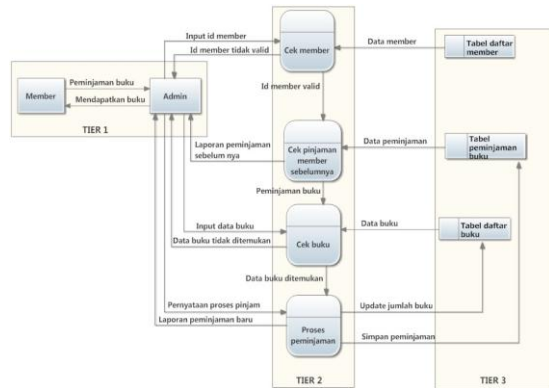 Input id member
Id member tidak valid
Cek member
Data member
Tabel daftar
member
Id member valid
Member
Peminjaman buku
Mendapatkan buku
Admin
TIER 1
Laporan peminjaman
sebelum nya
Cek pinjaman
member
sebelumnya
Data peminjaman
Tabel
peminjaman
buku
Peminjaman buku
Input data buku
Data buku tidak ditemukan
Cek buku
Data buku
Tabel daftar
buku
Data buku ditemukan
Pernyataan proses pinjam
Laporan peminjaman baru
Proses
peminjaman
Update jumlah buku
Simpan peminjaman
TIER 2
TIER 3